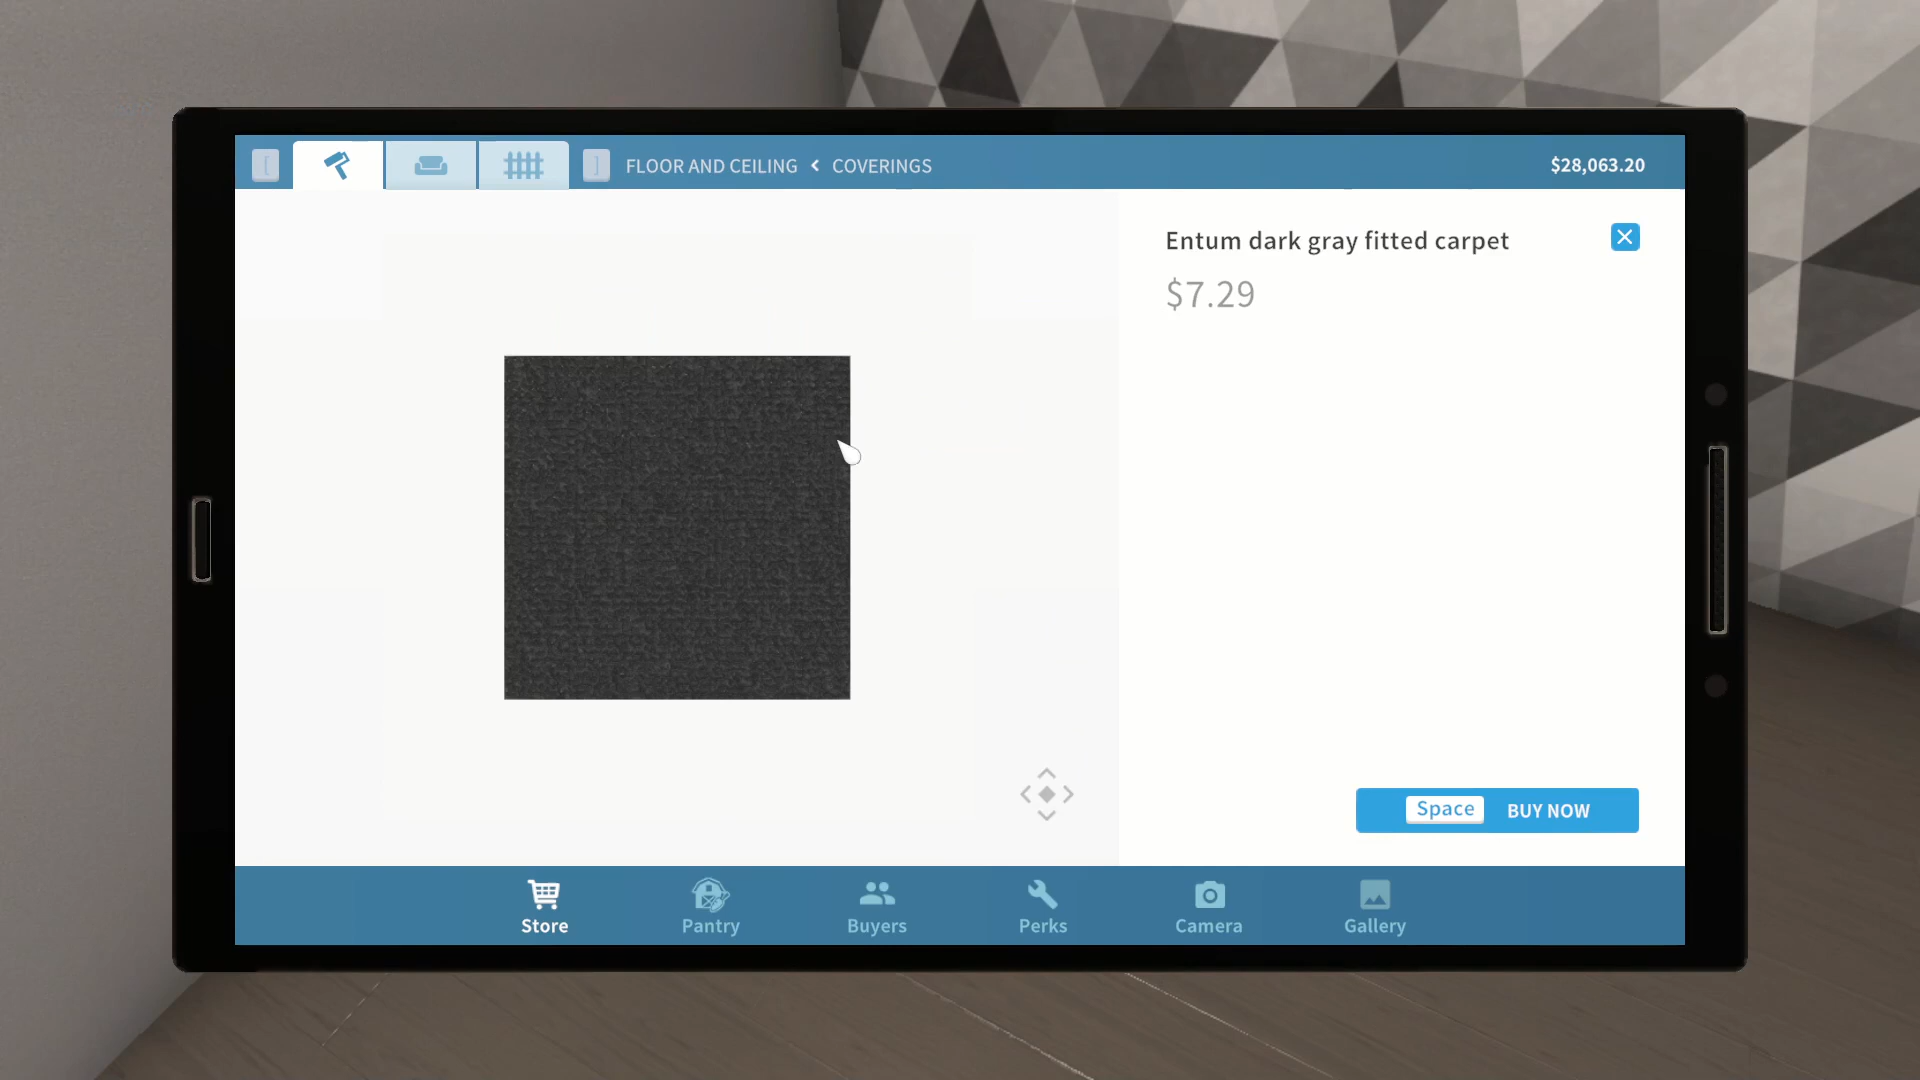 [
] FLOOR AND CEILING < COVERINGS
$28,063.20
Entum dark gray fitted carpet
$7.29
Space BUY NOW
Store
Pantry
Buyers
Perks
Camera
Gallery